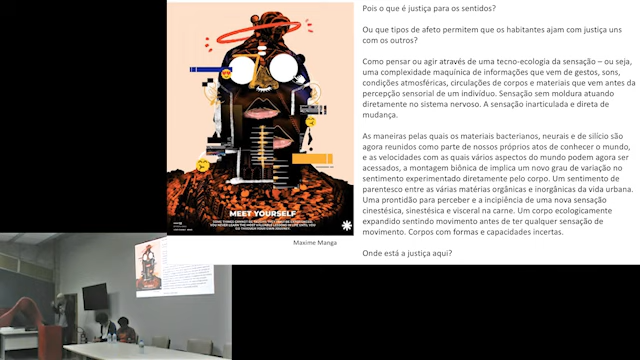 Pois o que é justiça para os sentidos?
Ou que tipos de afeto permitem que os habitantes ajam com justiça uns
com os outros?
Como pensar ou agir através de uma tecno-ecologia da sensação – ou seja,
uma complexidade maquínica de informações que vem de gestos, sons,
condições atmosféricas, circulações de corpos e materiais que vem antes da
percepção sensorial de um indivíduo. Sensação sem moldura atuando
diretamente no sistema nervoso. A sensação inarticulada e direta de
mudança.
As maneiras pelas quais os materiais bacterianos, neurais e de silício são
agora reunidos como parte de nossos próprios atos de conhecer o mundo,
e as velocidades com as quais vários aspectos do mundo podem agora ser
acessados, a montagem biônica de implica um novo grau de variação no
sentimento experimentado diretamente pelo corpo. Um sentimento de
parentesco entre as várias matérias orgânicas e inorgânicas da vida urbana.
Uma prontidão para perceber e a incipiência de uma nova sensação
cinestésica, sinestésica e visceral na carne. Um corpo ecologicamente
expandido sentindo movimento antes de ter qualquer sensação de
movimento. Corpos com formas e capacidades incertas.
Onde está a justiça aqui?
MEET YOURSELF
Maxime Manga